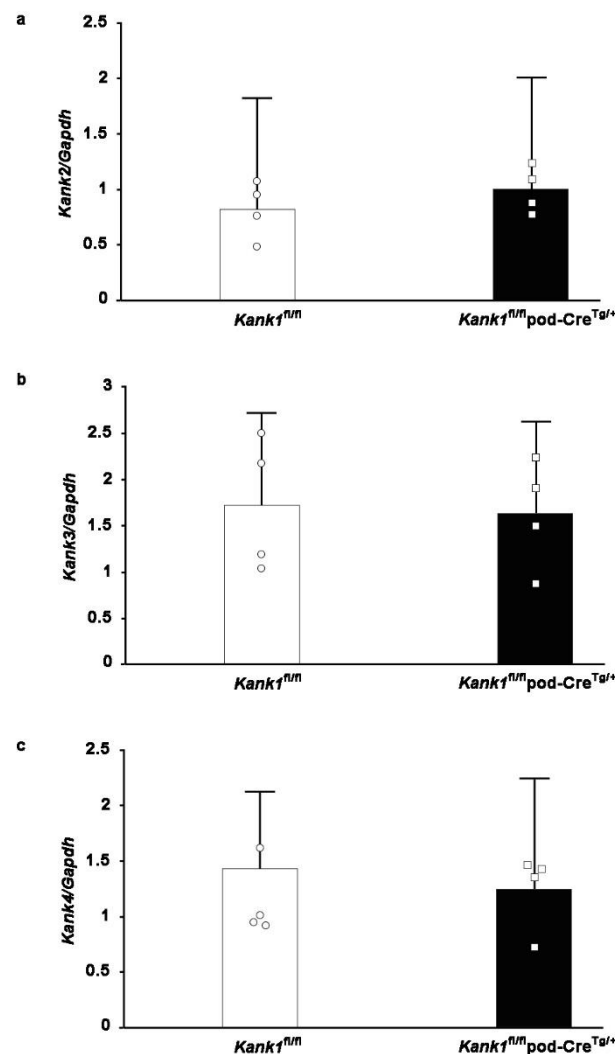 a
2.5
2
1.5
1
0.5
0
Kank2/Gapdh
Kank1fl/fl
Kank1fl/flpod-CreTg/+
b
3
2.5
2
1.5
1
0.5
0
Kank3/Gapdh
Kank1fl/fl
Kank1fl/flpod-CreTg/+
c
2.5
2
1.5
1
0.5
0
Kank4/Gapdh
Kank1fl/fl
Kank1fl/flpod-CreTg/+